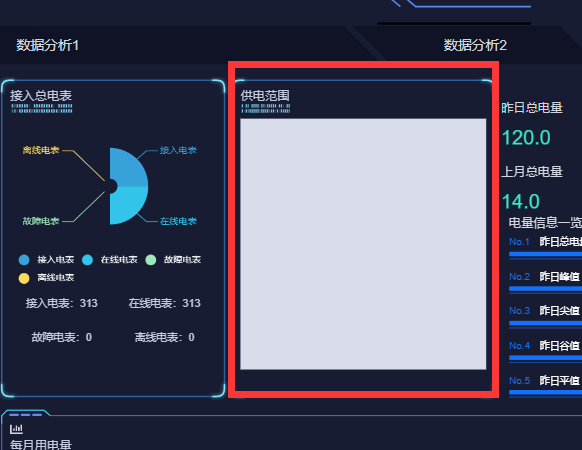 数据分析1
数据分析2
接入总电表
离线电表
接入电表
故障电表
在线电表
接入电表
在线电表
故障电表
离线电表
接入电表: 313
在线电表: 313
故障电表: 0
离线电表: 0
供电范围
昨日总电量
120.0
上月总电量
14.0
电量信息一览
No.1 昨日总电
No.2 昨日峰值
No.3 昨日尖值
No.4 昨日谷值
No.5 昨日平值
每月用电量